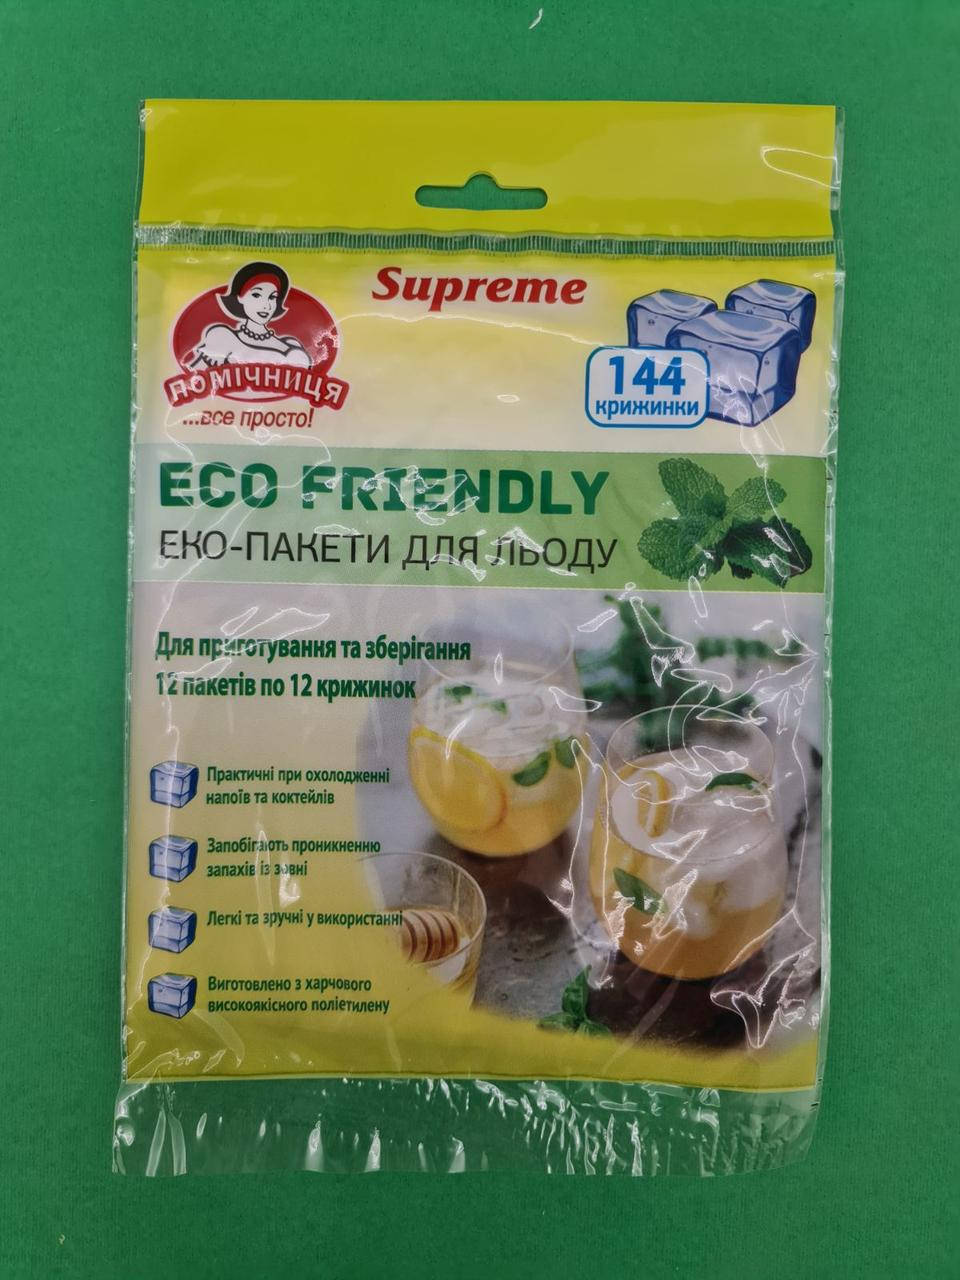 Supreme
ПОМІЧНИЦЯ
...все просто!
144
крижинки
ECO FRIENDLY
ЕКО-ПАКЕТИ ДЛЯ ЛЬОДУ
Для приготування та зберігання
12 пакетів по 12 крижинок
Практичні при охолодженні
напоїв та коктейлів
Запобігають проникненню
запахів із зовні
Легкі та зручні у використанні
Виготовлено з харчового
високоякісного поліетилену